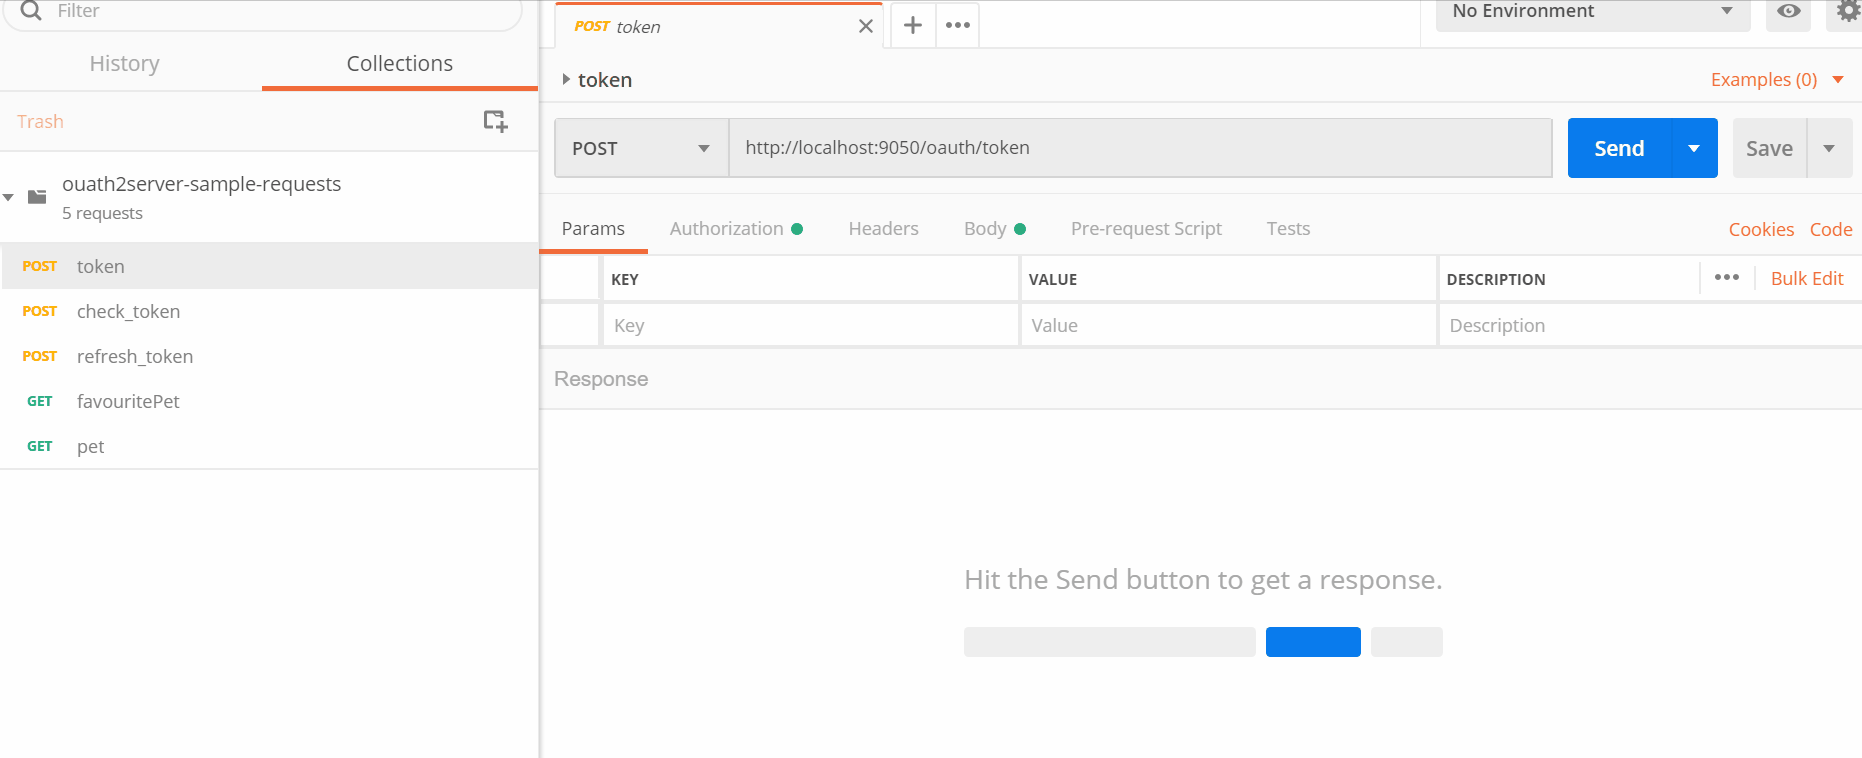 Filter
History
Collections
Trash
ouath2server-sample-requests
5 requests
POST token
POST check_token
POST refresh_token
GET favouritePet
GET pet
POST token
No Environment
token
Examples (0)
POST
http://localhost:9050/oauth/token
Send
Save
Params Authorization Headers Body Pre-request Script Tests
Cookies Code
KEY VALUE DESCRIPTION Bulk Edit
Key Value Description
Response
Hit the Send button to get a response.